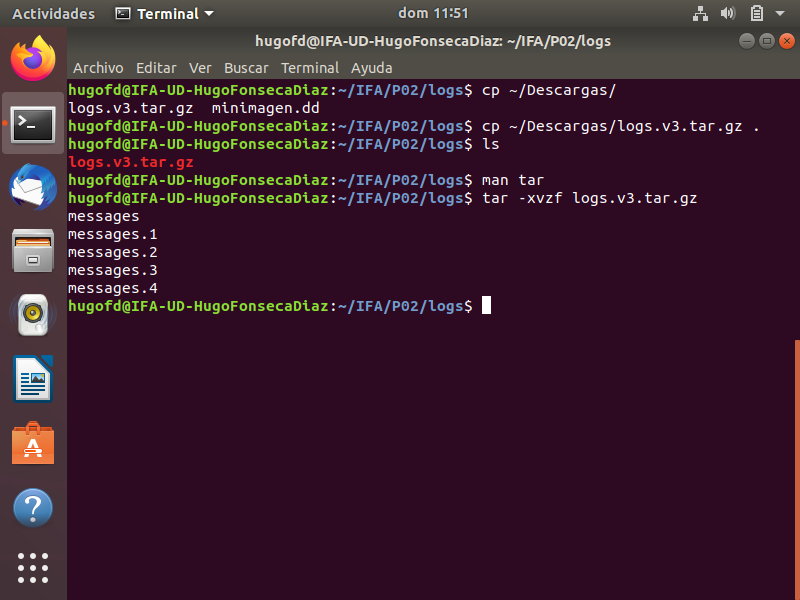 Actividades Terminal dom 11:51
hugofd@IFA-UD-HugoFonsecaDiaz: ~/IFA/P02/logs
Archivo Editar Ver Buscar Terminal Ayuda
hugofd@IFA-UD-HugoFonsecaDiaz:~/IFA/P02/logs$ cp ~/Descargas/
logs.v3.tar.gz  minimagen.dd
hugofd@IFA-UD-HugoFonsecaDiaz:~/IFA/P02/logs$ cp ~/Descargas/logs.v3.tar.gz .
hugofd@IFA-UD-HugoFonsecaDiaz:~/IFA/P02/logs$ ls
logs.v3.tar.gz
hugofd@IFA-UD-HugoFonsecaDiaz:~/IFA/P02/logs$ man tar
hugofd@IFA-UD-HugoFonsecaDiaz:~/IFA/P02/logs$ tar -xvzf logs.v3.tar.gz
messages
messages.1
messages.2
messages.3
messages.4
hugofd@IFA-UD-HugoFonsecaDiaz:~/IFA/P02/logs$